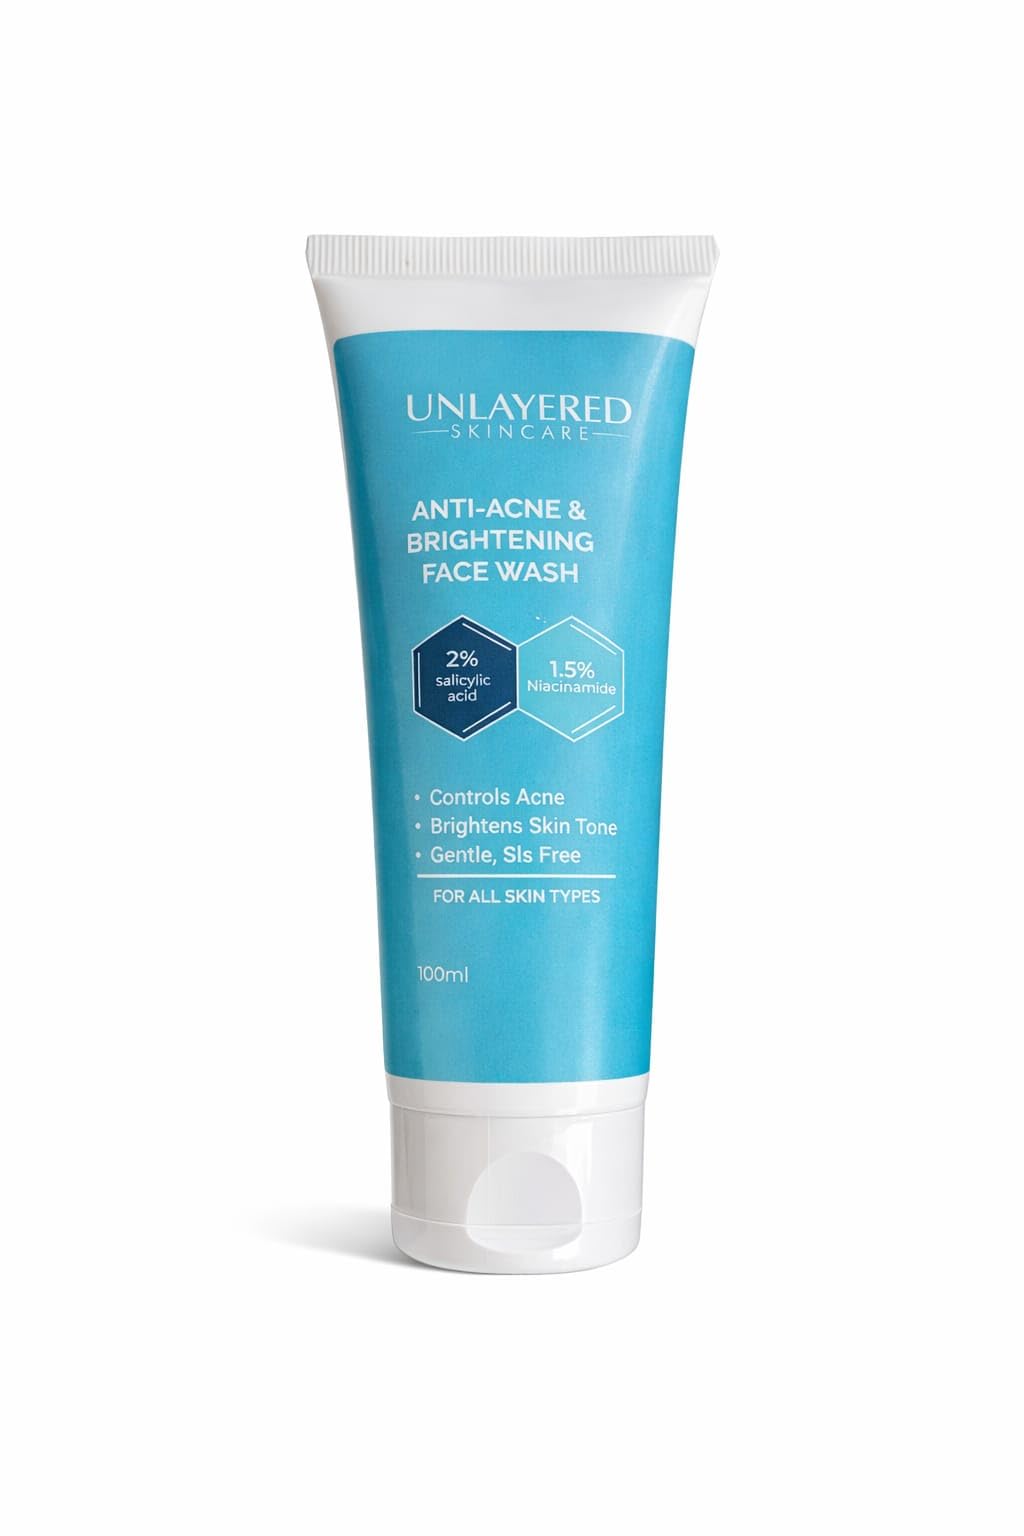 UNLAYERED
SKINCARE
ANTI-ACNE &
BRIGHTENING
FACE WASH
2%
salicylic
acid
1.5%
Niacinamide
• Controls Acne
• Brightens Skin Tone
• Gentle, Sls Free
FOR ALL SKIN TYPES
100ml